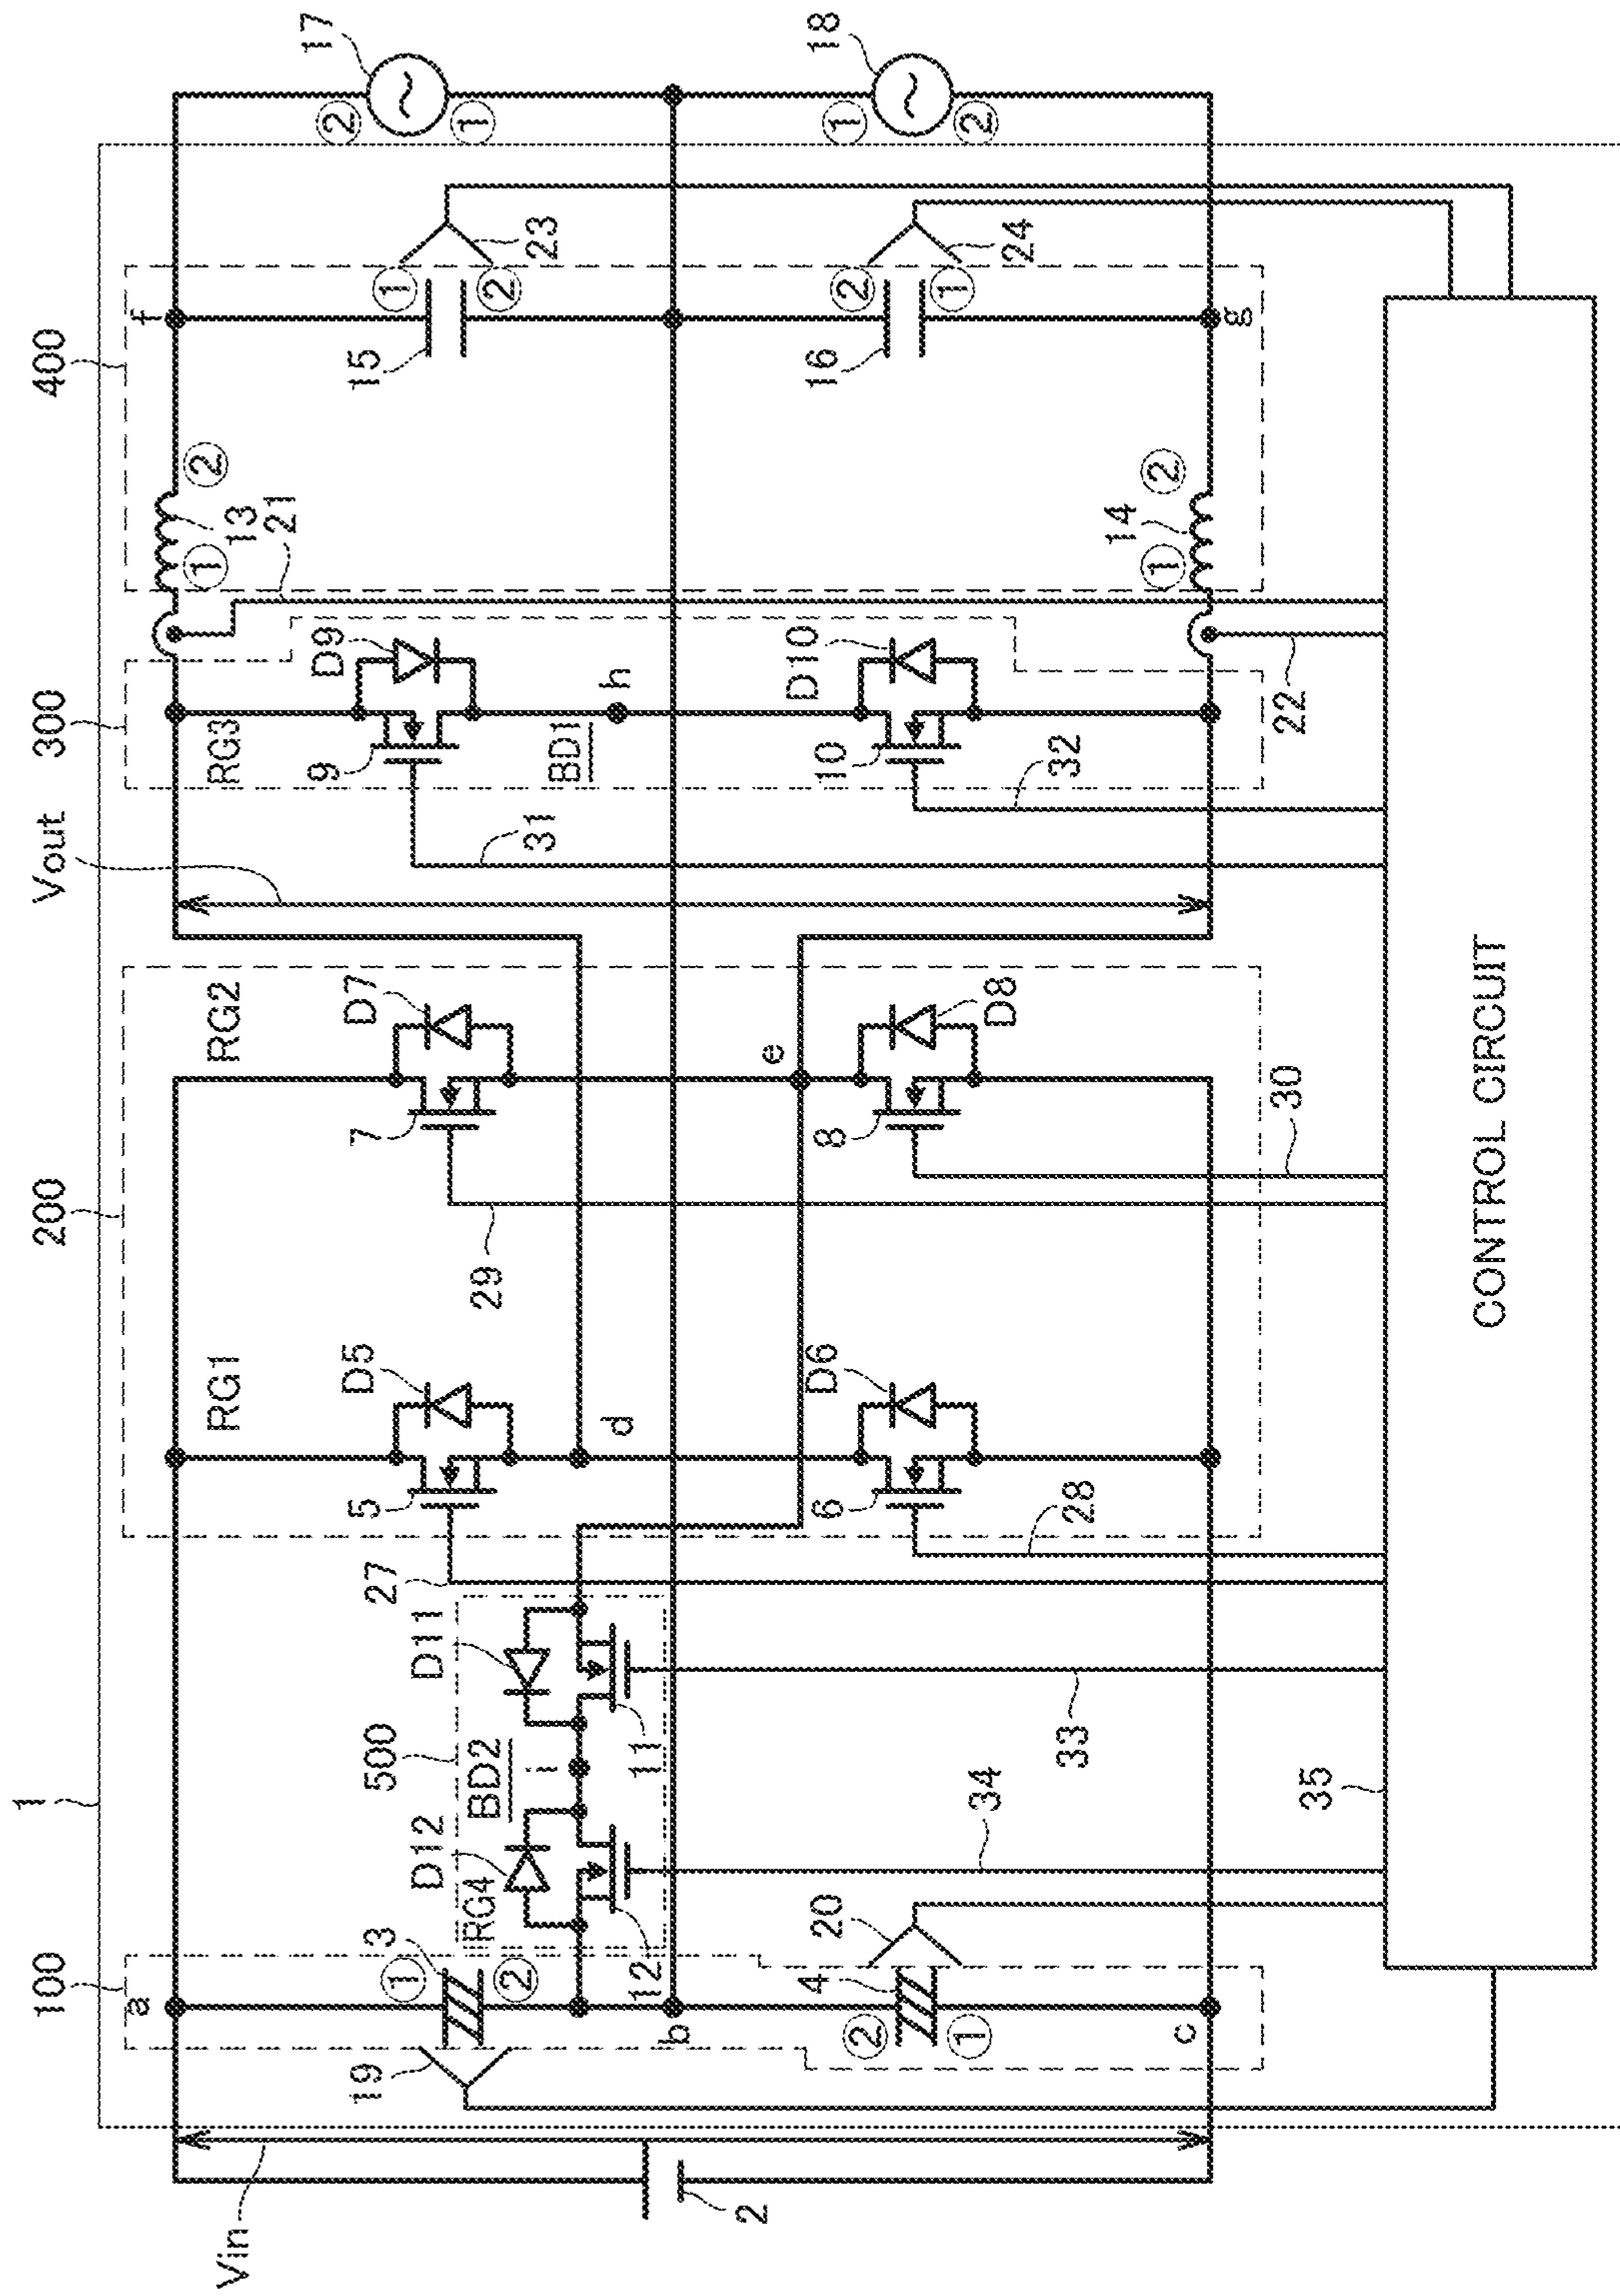 1
100
500
200
Vout
300
400
Vin
a
RG1
RG2
RG3
f
②
17
19
①
3
②
D12
D11
27
5
D5
7
D7
9
D9
①
13
②
21
15
①
②
23
②
①
RG4
BD2
i
29
BD1
h
2
b
12
11
d
e
②
4
①
20
6
D6
8
D8
10
D10
16
②
①
24
①
18
②
c
34
33
28
30
32
31
22
①
14
②
g
35
CONTROL CIRCUIT